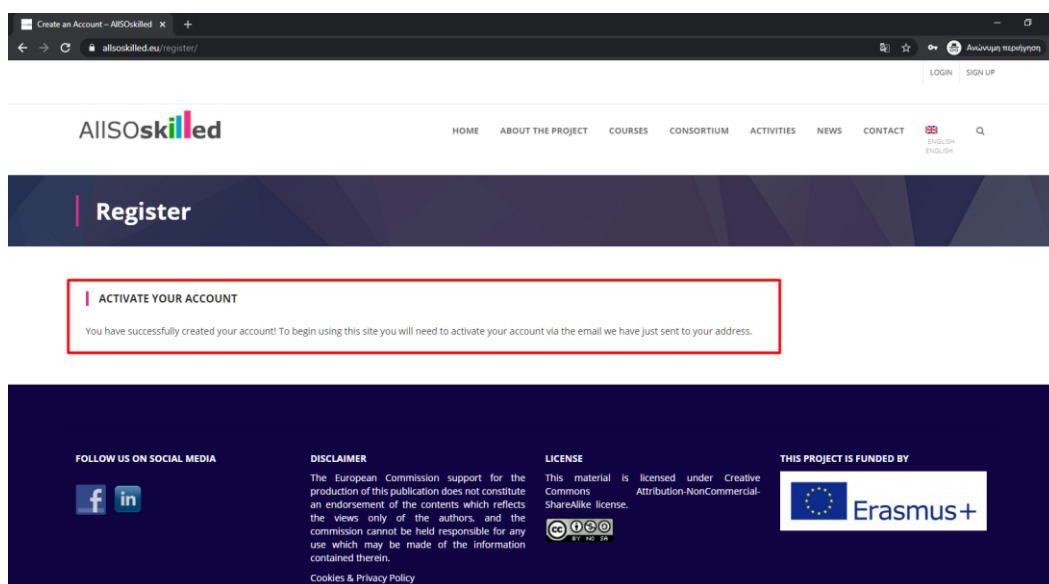 Create an Account – AllSOskilled
allsoskilled.eu/register/
Ανώνυμη περιήγηση
LOGIN SIGN UP
AllSOskilled
HOME ABOUT THE PROJECT COURSES CONSORTIUM ACTIVITIES NEWS CONTACT
ENGLISH
ENGLISH
Register
ACTIVATE YOUR ACCOUNT
You have successfully created your account! To begin using this site you will need to activate your account via the email we have just sent to your address.
FOLLOW US ON SOCIAL MEDIA
f in
DISCLAIMER
The European Commission support for the
production of this publication does not constitute
an endorsement of the contents which reflects
the views only of the authors, and the
commission cannot be held responsible for any
use which may be made of the information
contained therein.
Cookies & Privacy Policy
LICENSE
This material is licensed under Creative
Commons Attribution-NonCommercial-
ShareAlike license.
cc
BY NC SA
THIS PROJECT IS FUNDED BY
Erasmus+